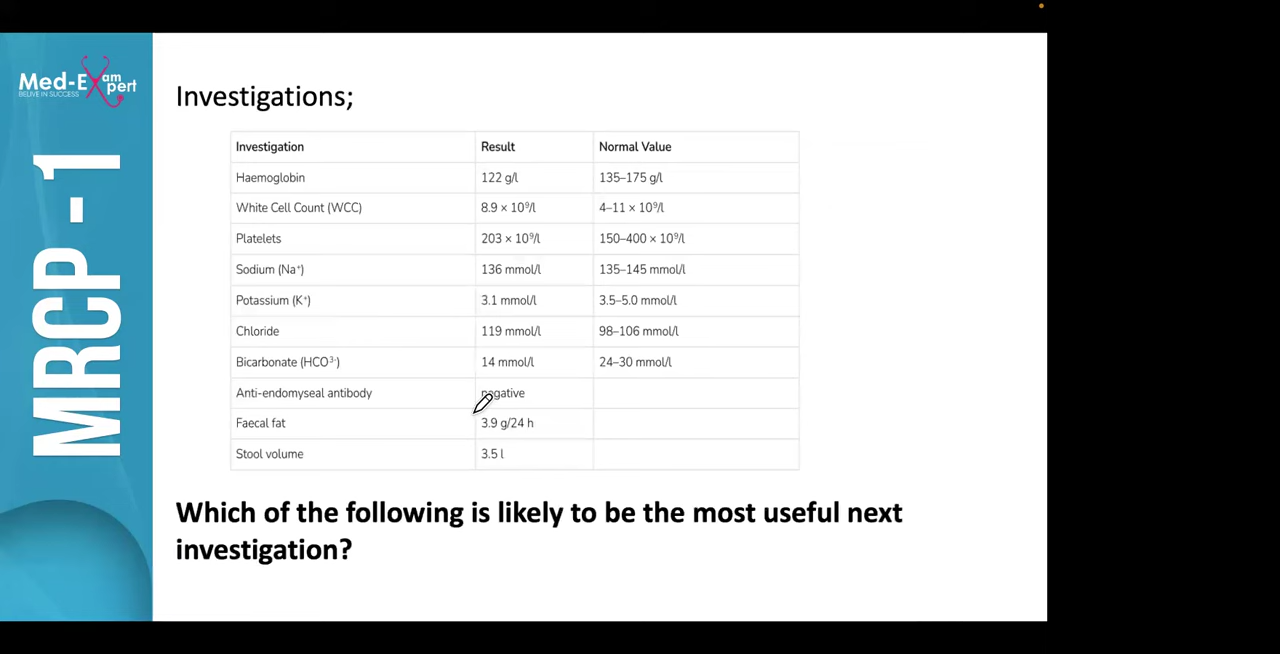 Med-Exam
pert
BELIVE IN SUCCESS
MRCP - 1
Investigations;
Investigation Result Normal Value
Haemoglobin 122 g/l 135–175 g/l
White Cell Count (WCC) 8.9 × 10⁹/l 4–11 × 10⁹/l
Platelets 203 × 10⁹/l 150–400 × 10⁹/l
Sodium (Na⁺) 136 mmol/l 135–145 mmol/l
Potassium (K⁺) 3.1 mmol/l 3.5–5.0 mmol/l
Chloride 119 mmol/l 98–106 mmol/l
Bicarbonate (HCO³⁻) 14 mmol/l 24–30 mmol/l
Anti-endomyseal antibody negative
Faecal fat 3.9 g/24 h
Stool volume 3.5 l
Which of the following is likely to be the most useful next
investigation?